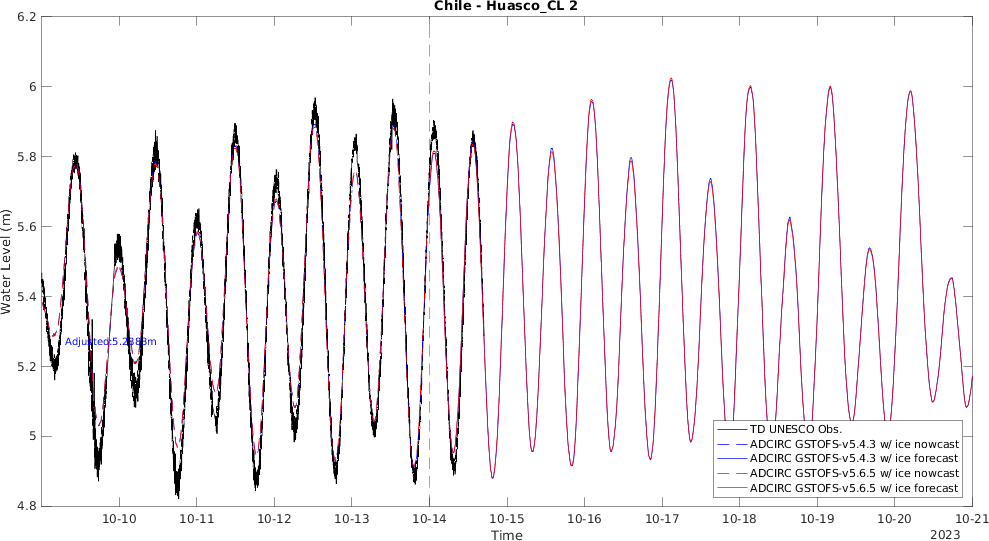 Chile - Huasco_CL 2
6.2
6
5.8
5.6
5.4
5.2
5
4.8
Water Level (m)
Adjusted:5.2383m
TD UNESCO Obs.
ADCIRC GSTOFS-v5.4.3 w/ ice nowcast
ADCIRC GSTOFS-v5.4.3 w/ ice forecast
ADCIRC GSTOFS-v5.6.5 w/ ice nowcast
ADCIRC GSTOFS-v5.6.5 w/ ice forecast
10-10 10-11 10-12 10-13 10-14 10-15 10-16 10-17 10-18 10-19 10-20 10-21
Time
2023